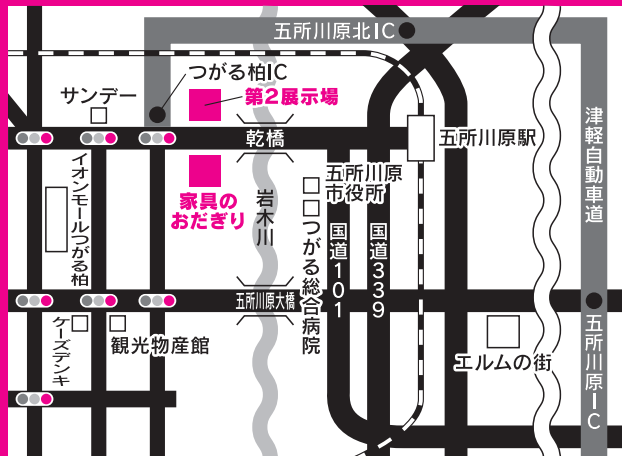 五所川原北IC
つがる柏IC
サンデー
第2展示場
乾橋
五所川原駅
津軽自動車道
イオンモールつがる柏
家具の
おだぎり
岩木川
五所川原
市役所
つがる総合病院
国道101
国道339
五所川原大橋
ケーズデンキ
観光物産館
エルムの街
五所川原IC